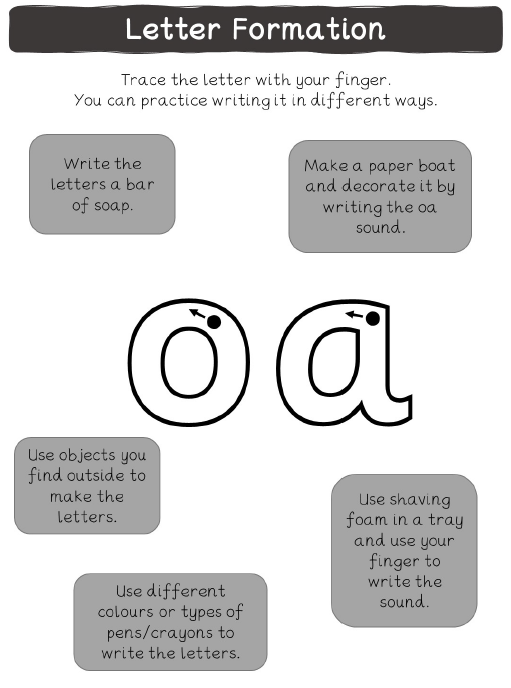 Letter Formation
Trace the letter with your finger.
You can practice writing it in different ways.
Write the
letters a bar
of soap.
Make a paper boat
and decorate it by
writing the oa
sound.
oa
Use objects you
find outside to
make the
letters.
Use shaving
foam in a tray
and use your
finger to
write the
sound.
Use different
colours or types of
pens/crayons to
write the letters.